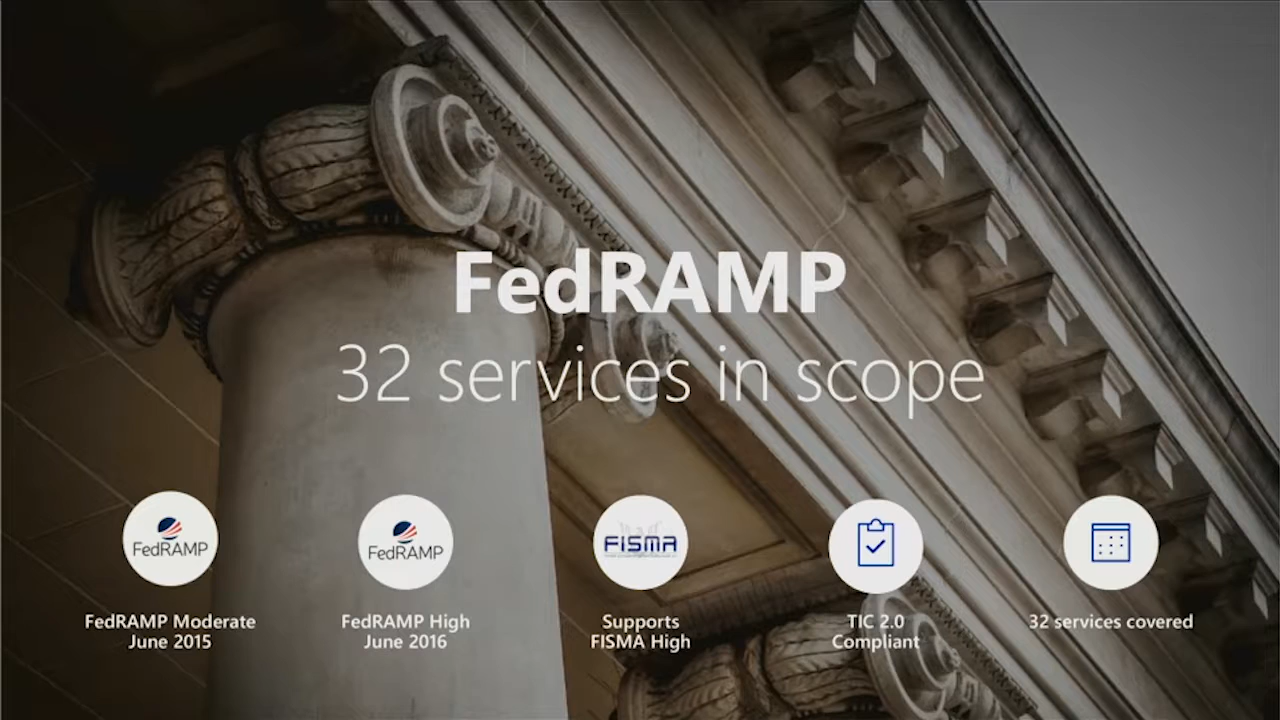 FedRAMP
32 services in scope
FedRAMP
FedRAMP
FISMA
FedRAMP Moderate
June 2015
FedRAMP High
June 2016
Supports
FISMA High
TIC 2.0
Compliant
32 services covered